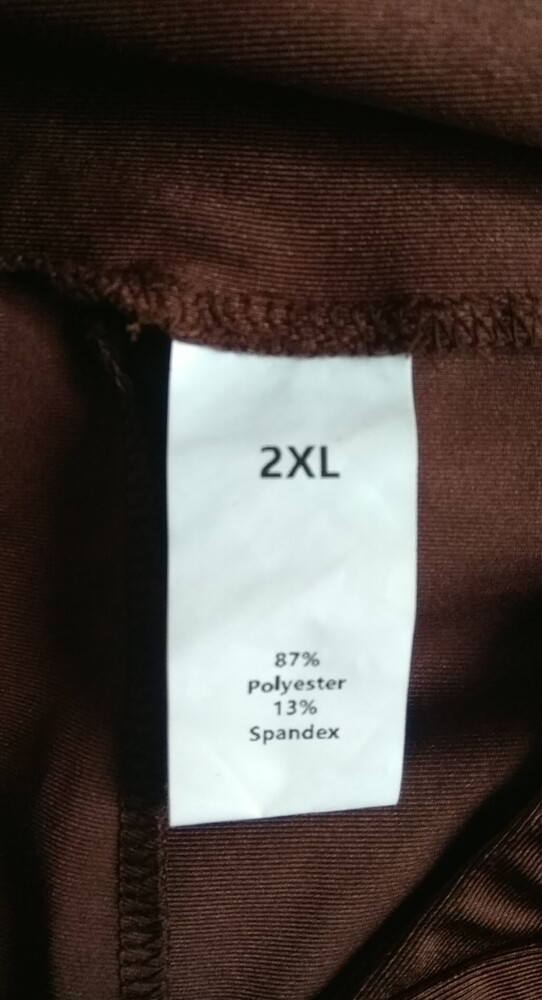 2XL
87%
Polyester
13%
Spandex